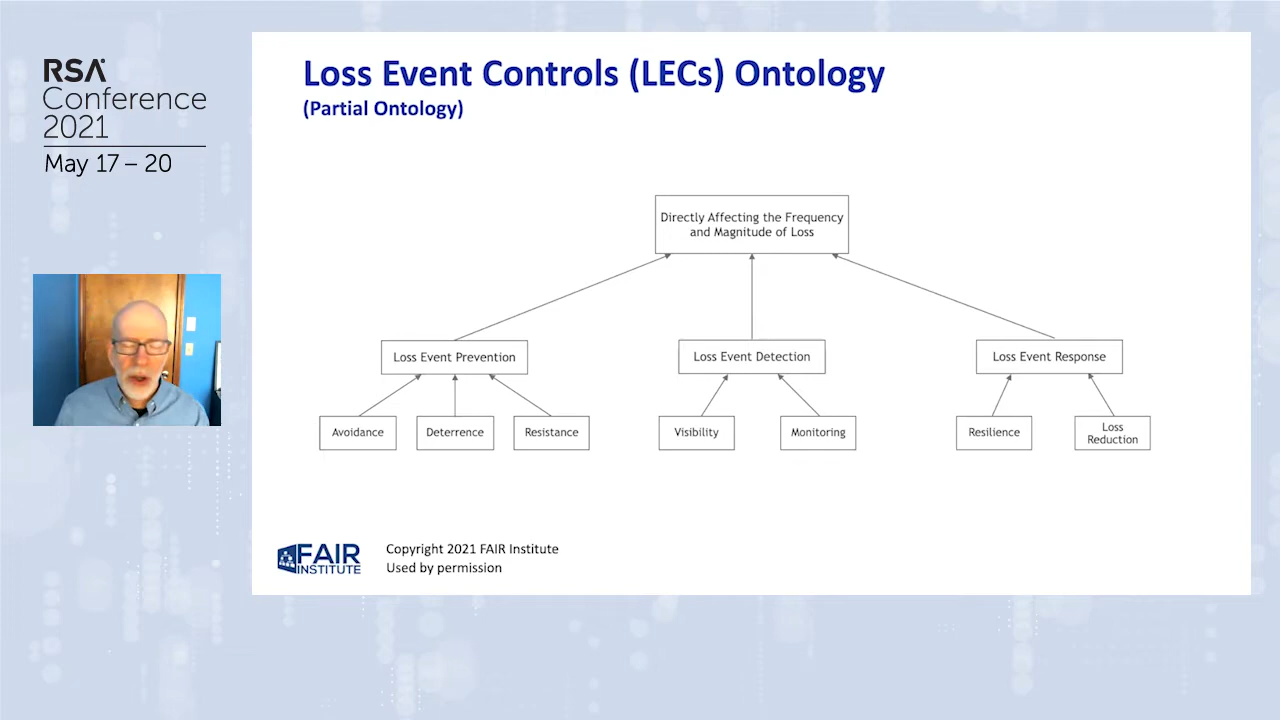 RSA
Conference
2021
May 17 – 20
Loss Event Controls (LECs) Ontology
(Partial Ontology)
Directly Affecting the Frequency
and Magnitude of Loss
Loss Event Prevention
Loss Event Detection
Loss Event Response
Avoidance
Deterrence
Resistance
Visibility
Monitoring
Resilience
Loss
Reduction
FAIR
INSTITUTE
Copyright 2021 FAIR Institute
Used by permission